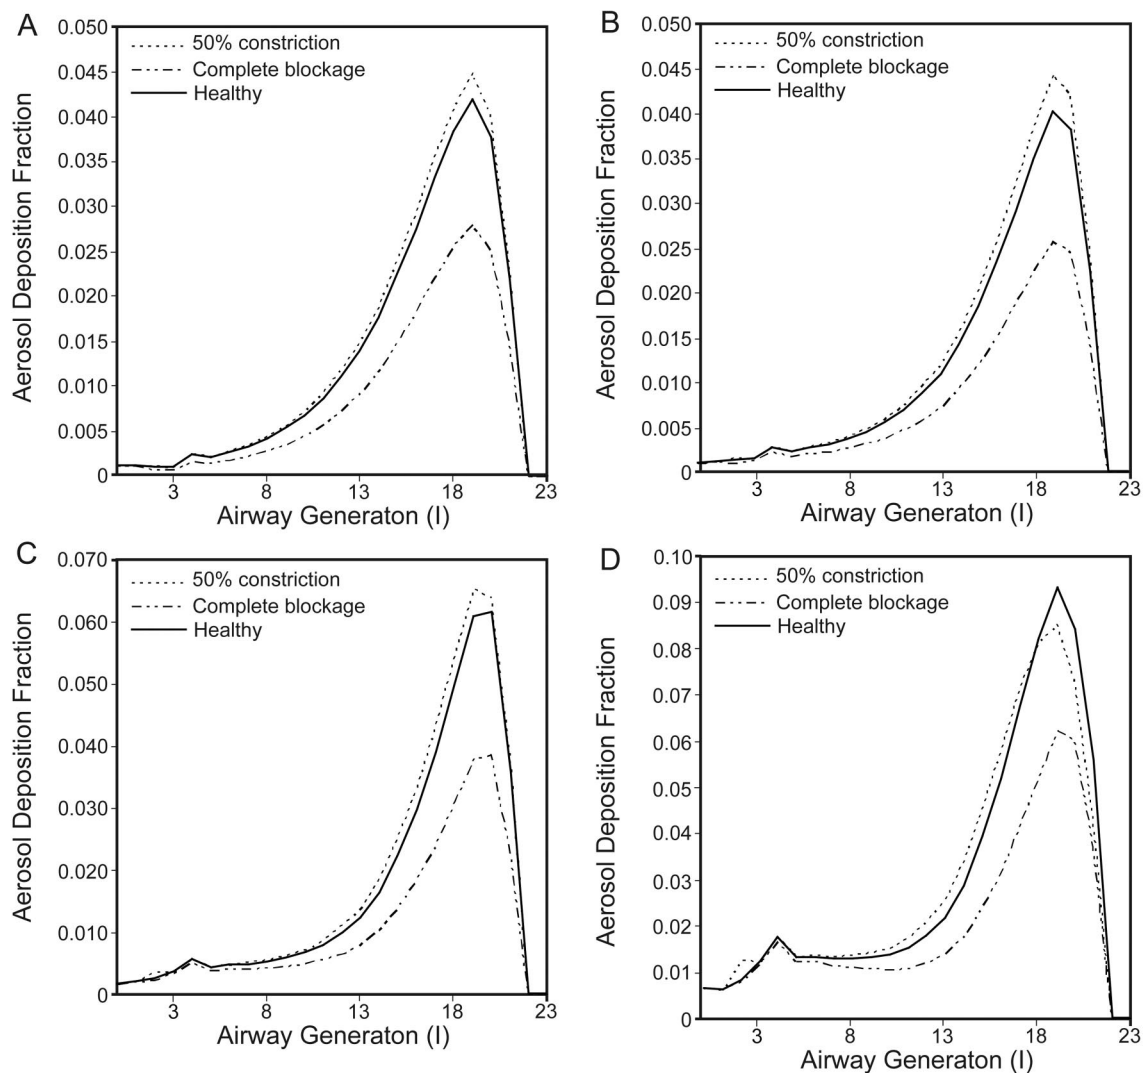 A
Aerosol Deposition Fraction
0.050
0.045
0.040
0.035
0.030
0.025
0.020
0.015
0.010
0.005
0
50% constriction
Complete blockage
Healthy
3 8 13 18 23
Airway Generaton (I)
B
Aerosol Deposition Fraction
0.050
0.045
0.040
0.035
0.030
0.025
0.020
0.015
0.010
0.005
0
50% constriction
Complete blockage
Healthy
3 8 13 18 23
Airway Generaton (I)
C
Aerosol Deposition Fraction
0.070
0.060
0.050
0.040
0.030
0.020
0.010
0
50% constriction
Complete blockage
Healthy
3 8 13 18 23
Airway Generaton (I)
D
Aerosol Deposition Fraction
0.10
0.09
0.08
0.07
0.06
0.05
0.04
0.03
0.02
0.01
0
50% constriction
Complete blockage
Healthy
3 8 13 18 23
Airway Generaton (I)